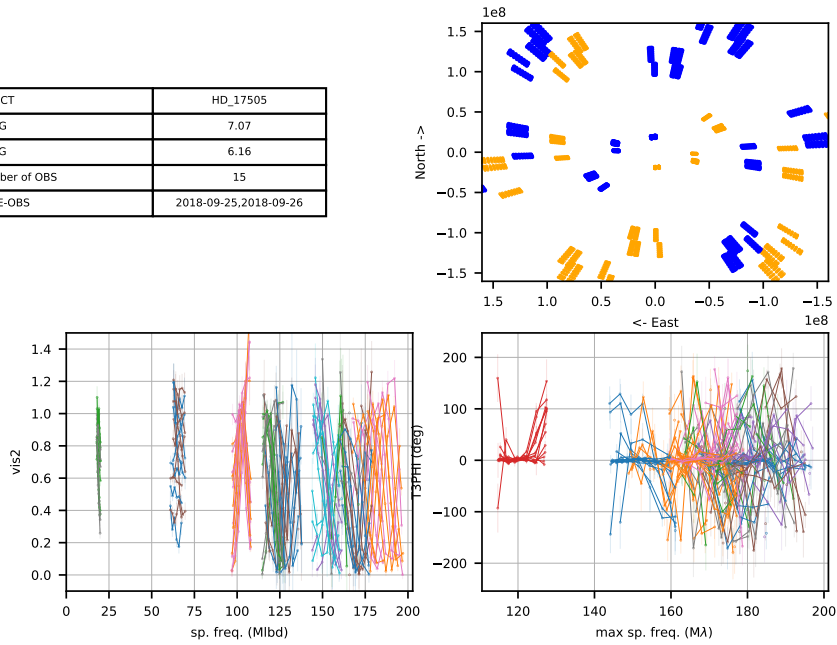 CT HD_17505
G 7.07
G 6.16
ber of OBS 15
E-OBS 2018-09-25,2018-09-26
1e8
1.5
1.0
0.5
0.0
−0.5
−1.0
−1.5
North ->
1.5 1.0 0.5 0.0 −0.5 −1.0 −1.5
1e8
<- East
1.4
1.2
1.0
0.8
0.6
0.4
0.2
0.0
vis2
0 25 50 75 100 125 150 175 200
sp. freq. (Mlbd)
200
100
0
−100
−200
T3PHI (deg)
120 140 160 180 200
max sp. freq. (Mλ)